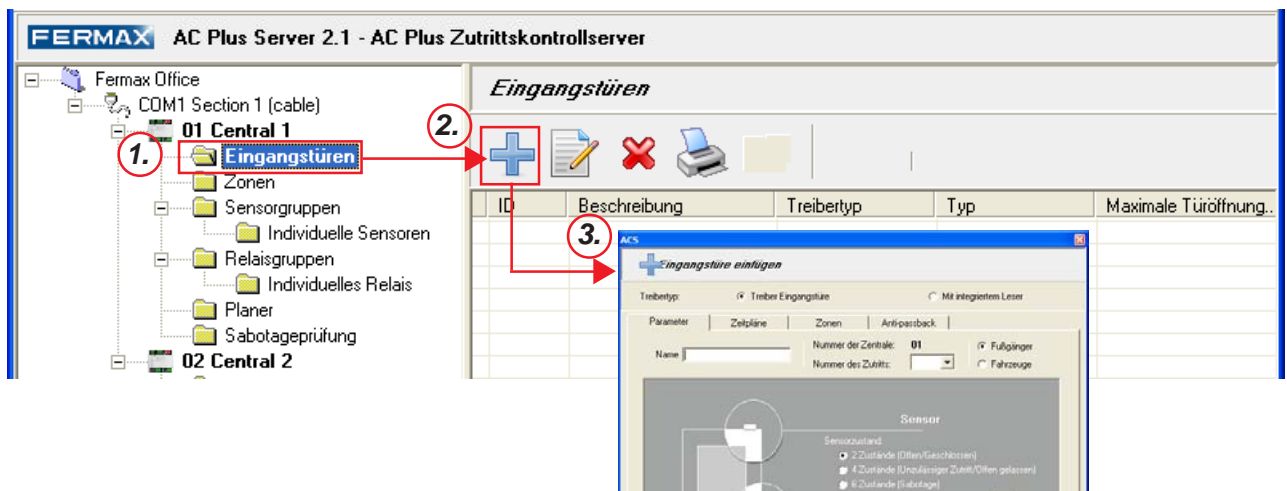 FERMAX AC Plus Server 2.1 - AC Plus Zutrittskontrollserver
Fermax Office
COM1 Section 1 (cable)
01 Central 1
1. Eingangstüren
Zonen
Sensorgruppen
Individuelle Sensoren
Relaisgruppen
Individuelles Relais
Planer
Sabotageprüfung
02 Central 2
Eingangstüren
2.
ID Beschreibung Treibertyp Typ Maximale Türöffnung..
3.
ACS
Eingangstüre einfügen
Treibertyp: Treiber Eingangstüre Mit integriertem Leser
Parameter Zeitpläne Zonen Anti-passback
Name Nummer der Zentrale: 01 Fußgänger
Nummer des Zutritts: Fahrzeuge
Sensor
Sensorzustand
2 Zustände (Offen/Geschlossen)
4 Zustände (Unzulässiger Zutritt/Offen gelassen)
6 Zustände (Sabotage)